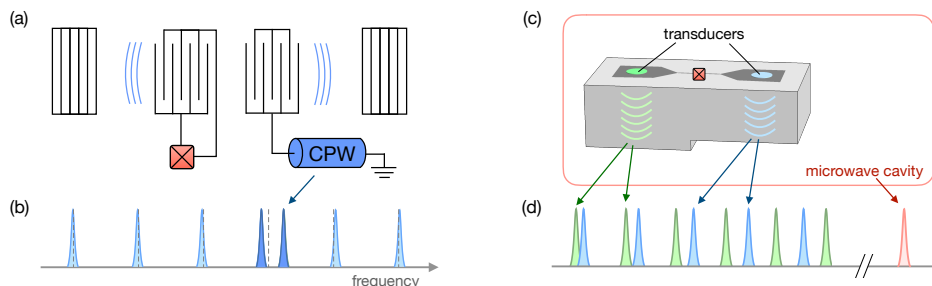 (a)
CPW
(b)
frequency
(c)
transducers
microwave cavity
(d)